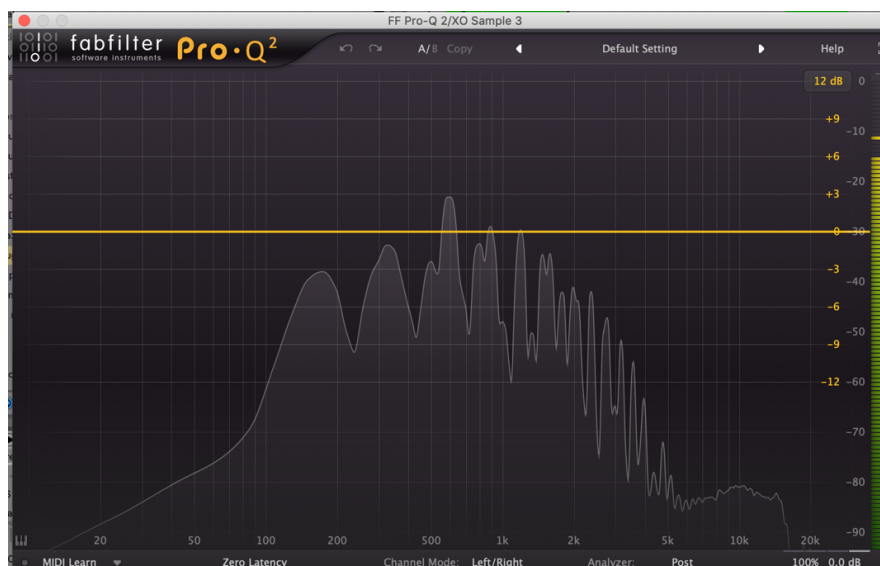 FF Pro-Q 2/XO Sample 3
fabfilter
software instruments
Pro·Q²
A/B Copy
Default Setting
Help
12 dB 0
+9
-10
+6
-20
+3
0 -30
-3
-40
-6
-50
-9
-12 -60
-70
-80
-90
20 50 100 200 500 1k 2k 5k 10k 20k
MIDI Learn Zero Latency Channel Mode: Left/Right Analyzer: Post 100% 0.0 dB